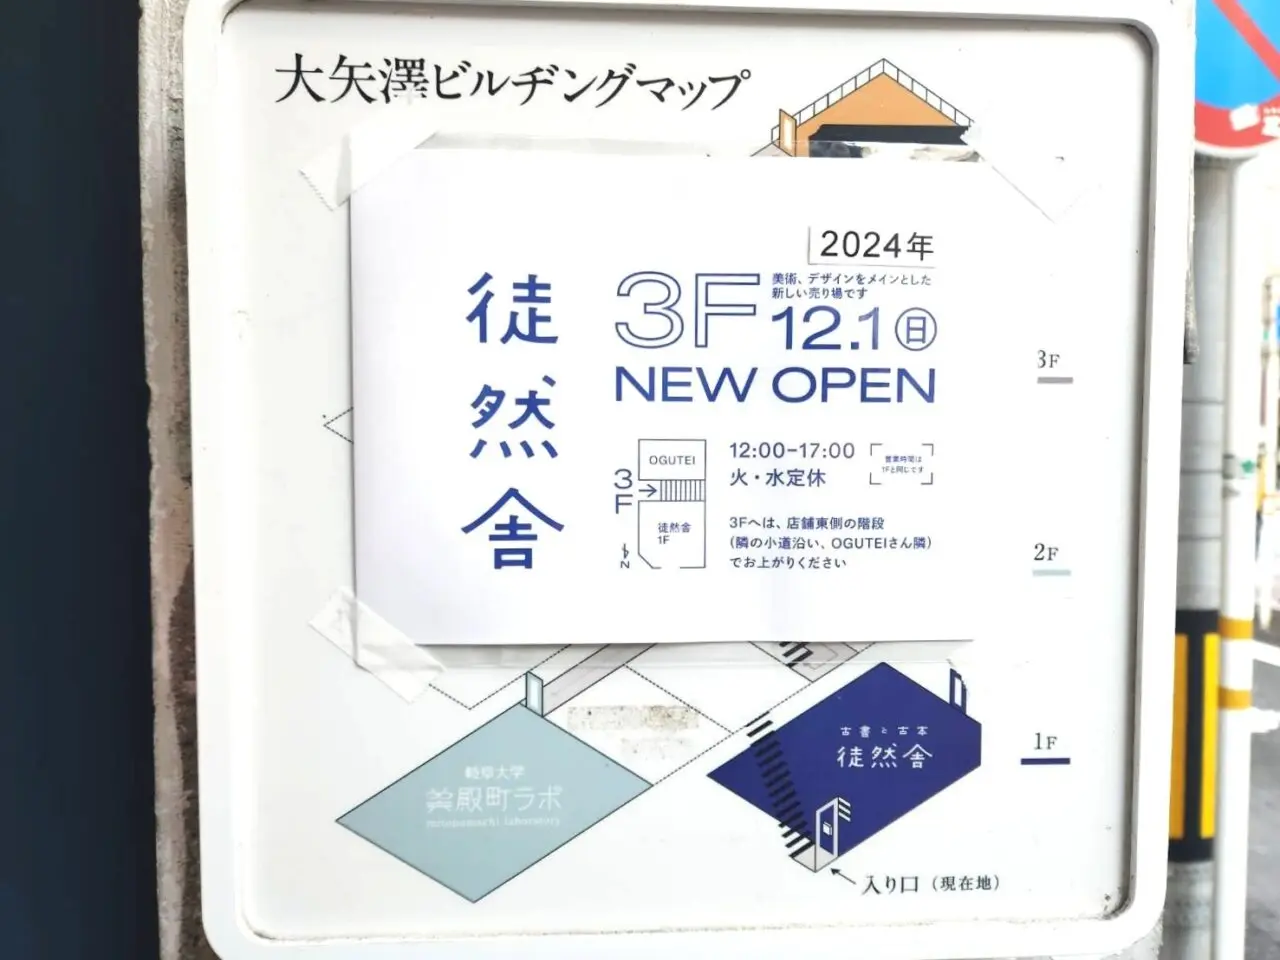 大矢澤ビルヂングマップ
2024年
徒然舎
3F
美術、デザインをメインとした
新しい売り場です
12.1㊐
NEW OPEN
OGUTEI
3F
徒然舎
1F
N
12:00-17:00
火・水定休
営業時間は
1Fと同じです
3Fへは、店舗東側の階段
(隣の小道沿い、OGUTEIさん隣)
でお上がりください
3F
2F
1F
古書と古本
徒然舎
岐阜大学
美殿町ラボ
mitonomachi laboratory
入り口(現在地)